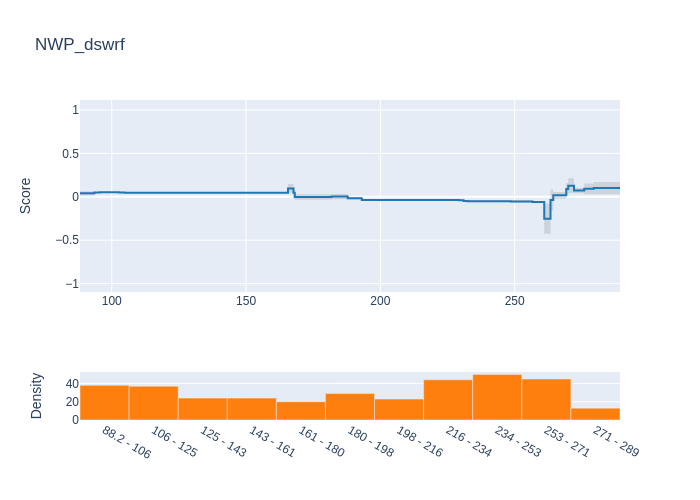 NWP_dswrf
Score
1
0.5
0
−0.5
−1
100 150 200 250
Density
40
20
0
88.2 - 106
106 - 125
125 - 143
143 - 161
161 - 180
180 - 198
198 - 216
216 - 234
234 - 253
253 - 271
271 - 289